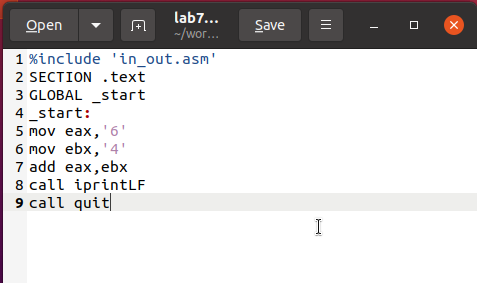 Open
lab7...
~/wor...
Save
1 %include 'in_out.asm'
2 SECTION .text
3 GLOBAL _start
4 _start:
5 mov eax,'6'
6 mov ebx,'4'
7 add eax,ebx
8 call iprintLF
9 call quit